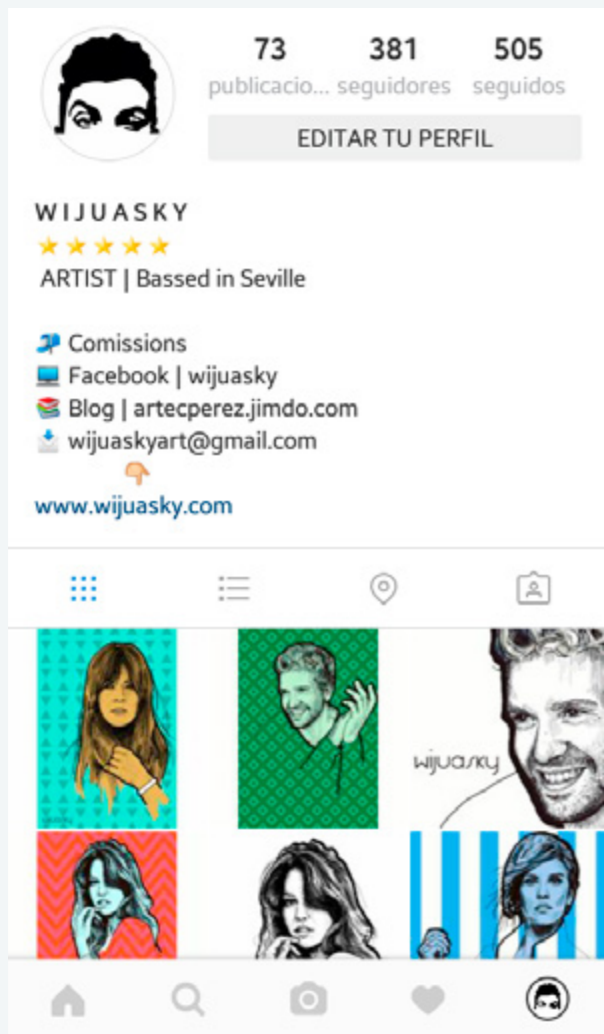 73 381 505
publicacio... seguidores seguidos
EDITAR TU PERFIL
WIJUASKY
ARTIST | Bassed in Seville
Comissions
Facebook | wijuasky
Blog | artecperez.jimdo.com
wijuaskyart@gmail.com
www.wijuasky.com
wijuasky